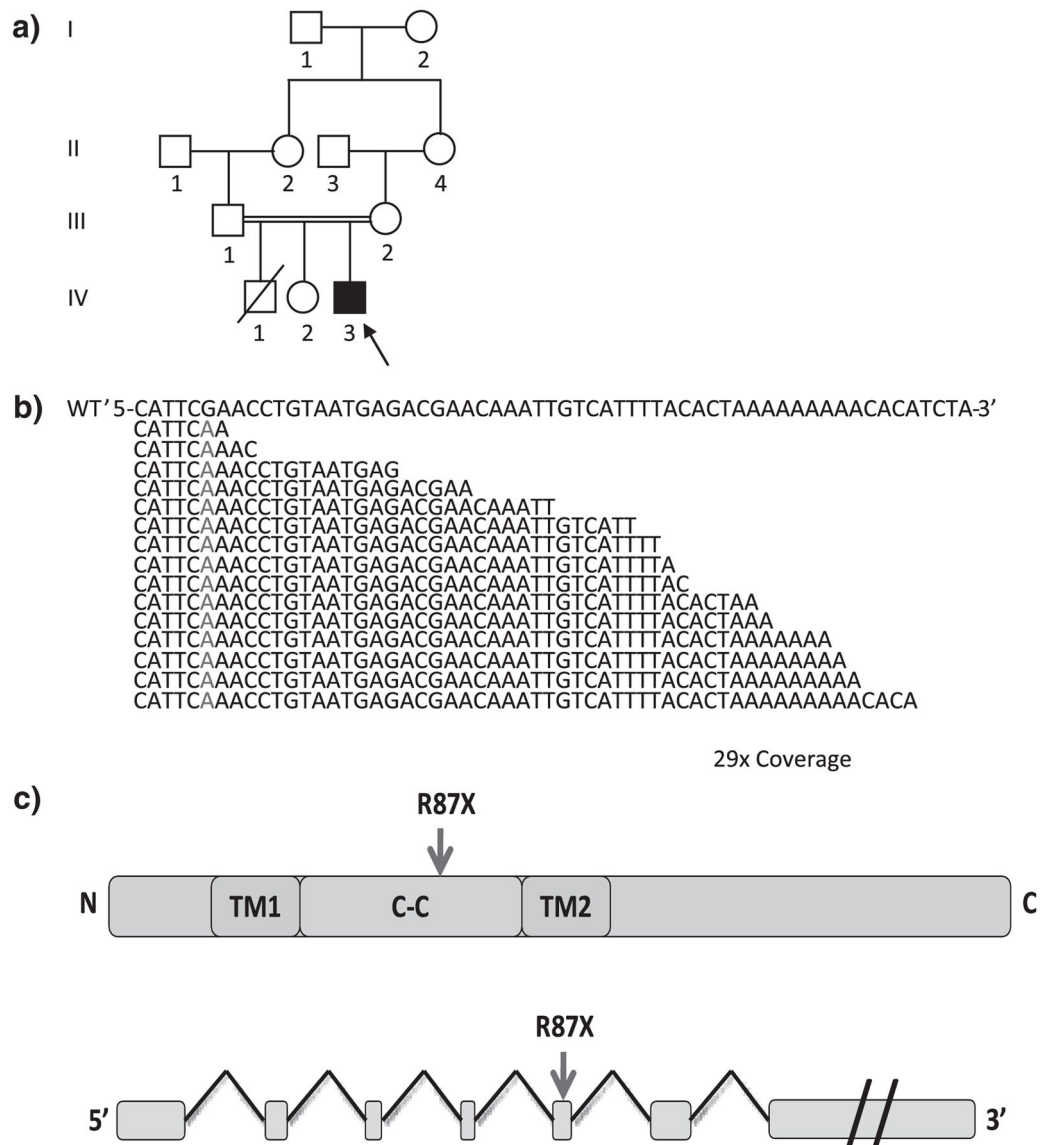 a)
I
1 2
II
1 2 3 4
III
1 2
IV
1 2 3
b) WT'5-CATTCGAACCTGTAATGAGACGAACAAATTGTCATTTTACACTAAAAAAAAACACATCTA-3'
CATTCAA
CATTCAAAC
CATTCAAACCTGTAATGAG
CATTCAAACCTGTAATGAGACGAA
CATTCAAACCTGTAATGAGACGAACAAATT
CATTCAAACCTGTAATGAGACGAACAAATTGTCATT
CATTCAAACCTGTAATGAGACGAACAAATTGTCATTTT
CATTCAAACCTGTAATGAGACGAACAAATTGTCATTTTA
CATTCAAACCTGTAATGAGACGAACAAATTGTCATTTTAC
CATTCAAACCTGTAATGAGACGAACAAATTGTCATTTTACACTAA
CATTCAAACCTGTAATGAGACGAACAAATTGTCATTTTACACTAAA
CATTCAAACCTGTAATGAGACGAACAAATTGTCATTTTACACTAAAAAAA
CATTCAAACCTGTAATGAGACGAACAAATTGTCATTTTACACTAAAAAAAA
CATTCAAACCTGTAATGAGACGAACAAATTGTCATTTTACACTAAAAAAAAA
CATTCAAACCTGTAATGAGACGAACAAATTGTCATTTTACACTAAAAAAAAACACA
29x Coverage
c)
R87X
N TM1 C-C TM2 C
R87X
5' 3'